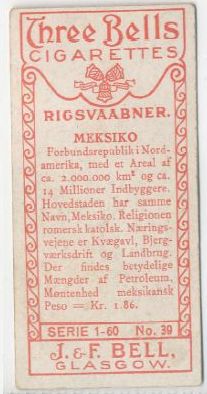 Three Bells
CIGARETTES
RIGSVAABNER.
MEKSIKO
Forbundsrepublik i Nord-
amerika, med et Areal af
ca. 2.000.000 km² og ca.
14 Millioner Indbyggere.
Hovedstaden har samme
Navn, Meksiko. Religionen
romersk katolsk. Nærings-
vejene er Kvægavl, Bjerg-
værksdrift og Landbrug.
Der findes betydelige
Mængder af Petroleum,
Møntenhed meksikansk
Peso = Kr. 1.86.
SERIE 1-60 No. 39
J. & F. BELL,
GLASGOW.